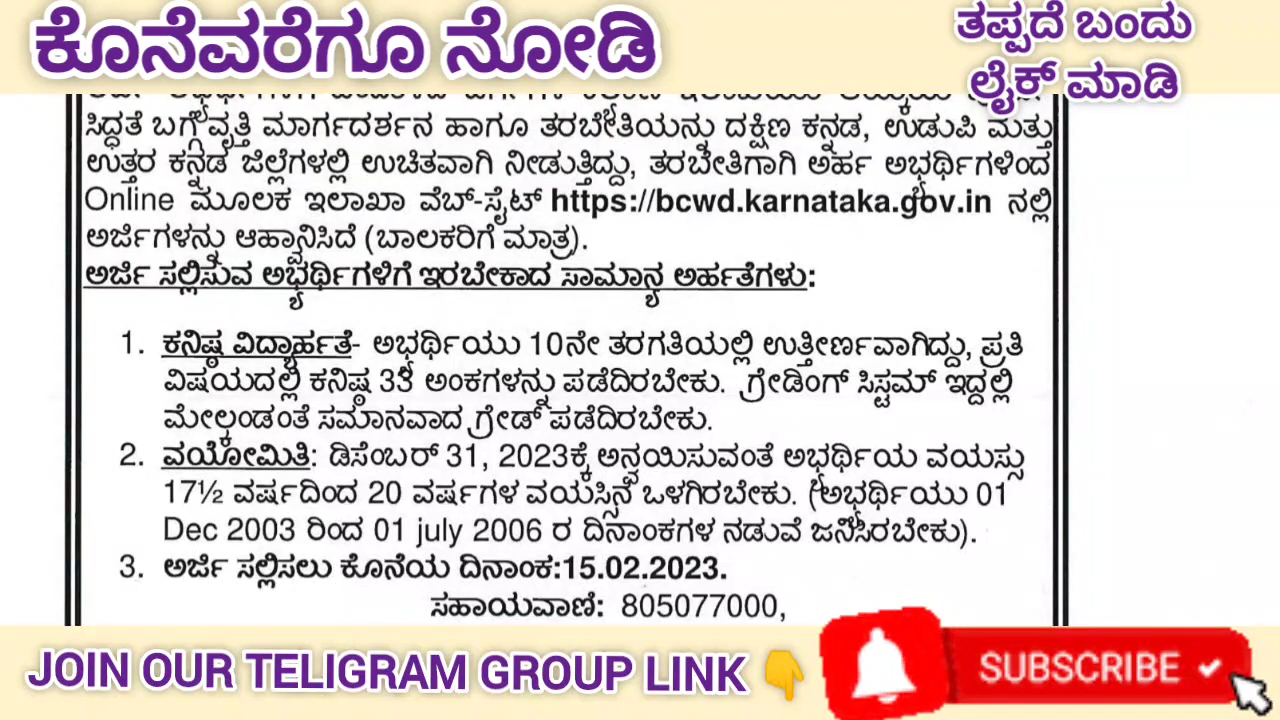 ಕೊನೆವರೆಗೂ ನೋಡಿ
ತಪ್ಪದೆ ಬಂದು
ಲೈಕ್ ಮಾಡಿ
ಸಿದ್ಧತೆ ಬಗ್ಗೆ ವೃತ್ತಿ ಮಾರ್ಗದರ್ಶನ ಹಾಗೂ ತರಬೇತಿಯನ್ನು ದಕ್ಷಿಣ ಕನ್ನಡ, ಉಡುಪಿ ಮತ್ತು
ಉತ್ತರ ಕನ್ನಡ ಜಿಲ್ಲೆಗಳಲ್ಲಿ ಉಚಿತವಾಗಿ ನೀಡುತ್ತಿದ್ದು, ತರಬೇತಿಗಾಗಿ ಅರ್ಹ ಅಭ್ಯರ್ಥಿಗಳಿಂದ
Online ಮೂಲಕ ಇಲಾಖಾ ವೆಬ್-ಸೈಟ್ https://bcwd.karnataka.gov.in ನಲ್ಲಿ
ಅರ್ಜಿಗಳನ್ನು ಆಹ್ವಾನಿಸಿದೆ (ಬಾಲಕರಿಗೆ ಮಾತ್ರ).
ಅರ್ಜಿ ಸಲ್ಲಿಸುವ ಅಭ್ಯರ್ಥಿಗಳಿಗೆ ಇರಬೇಕಾದ ಸಾಮಾನ್ಯ ಅರ್ಹತೆಗಳು:
1. ಕನಿಷ್ಠ ವಿದ್ಯಾರ್ಹತೆ- ಅಭ್ಯರ್ಥಿಯು 10ನೇ ತರಗತಿಯಲ್ಲಿ ಉತ್ತೀರ್ಣವಾಗಿದ್ದು, ಪ್ರತಿ
ವಿಷಯದಲ್ಲಿ ಕನಿಷ್ಠ 33 ಅಂಕಗಳನ್ನು ಪಡೆದಿರಬೇಕು. ಗ್ರೇಡಿಂಗ್ ಸಿಸ್ಟಮ್ ಇದ್ದಲ್ಲಿ
ಮೇಲ್ಕಂಡಂತೆ ಸಮಾನವಾದ ಗ್ರೇಡ್ ಪಡೆದಿರಬೇಕು.
2. ವಯೋಮಿತಿ: ಡಿಸೆಂಬರ್ 31, 2023ಕ್ಕೆ ಅನ್ವಯಿಸುವಂತೆ ಅಭ್ಯರ್ಥಿಯ ವಯಸ್ಸು
17½ ವರ್ಷದಿಂದ 20 ವರ್ಷಗಳ ವಯಸ್ಸಿನ ಒಳಗಿರಬೇಕು. (ಅಭ್ಯರ್ಥಿಯು 01
Dec 2003 ರಿಂದ 01 july 2006 ರ ದಿನಾಂಕಗಳ ನಡುವೆ ಜನಿಸಿರಬೇಕು).
3. ಅರ್ಜಿ ಸಲ್ಲಿಸಲು ಕೊನೆಯ ದಿನಾಂಕ:15.02.2023.
ಸಹಾಯವಾಣಿ: 805077000,
JOIN OUR TELIGRAM GROUP LINK 👇
SUBSCRIBE